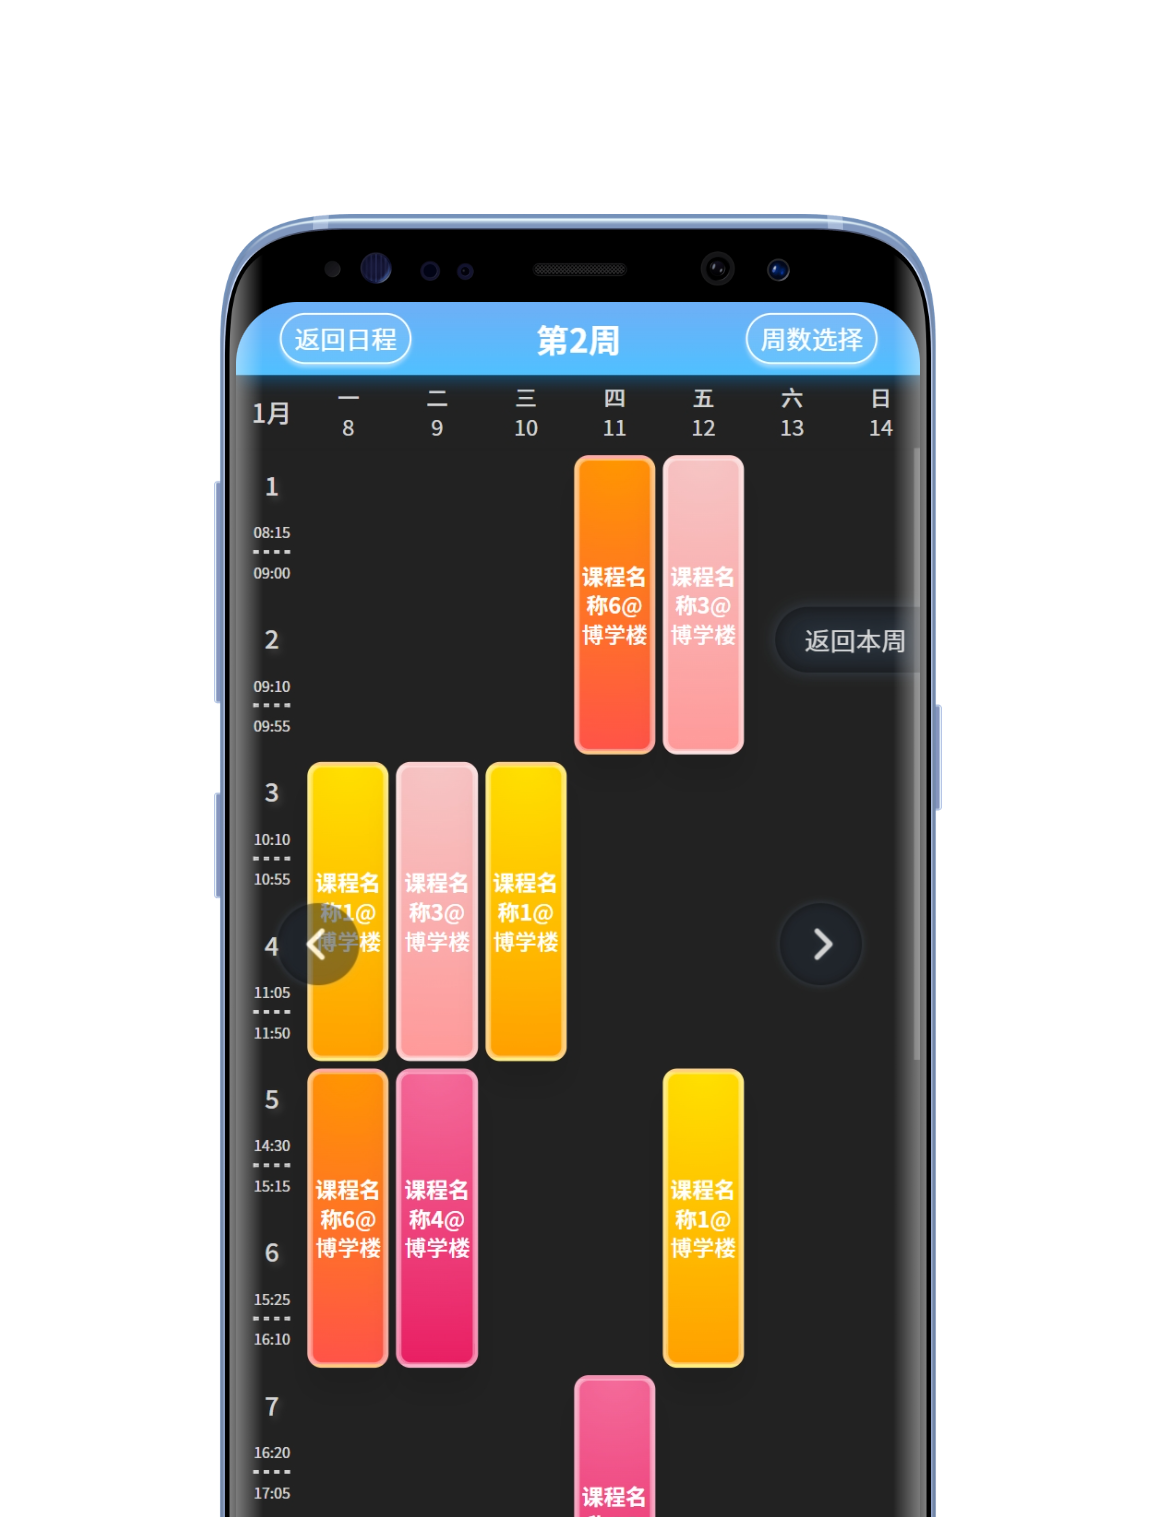 返回日程
第2周
周数选择
1月
一
二
三
四
五
六
日
8
9
10
11
12
13
14
1
08:15
09:00
课程名
称6@
博学楼
课程名
称3@
博学楼
2
09:10
09:55
返回本周
3
10:10
10:55
课程名
称1@
博学楼
课程名
称3@
博学楼
课程名
称1@
博学楼
4
11:05
11:50
5
14:30
15:15
课程名
称6@
博学楼
课程名
称4@
博学楼
课程名
称1@
博学楼
6
15:25
16:10
7
16:20
17:05
课程名